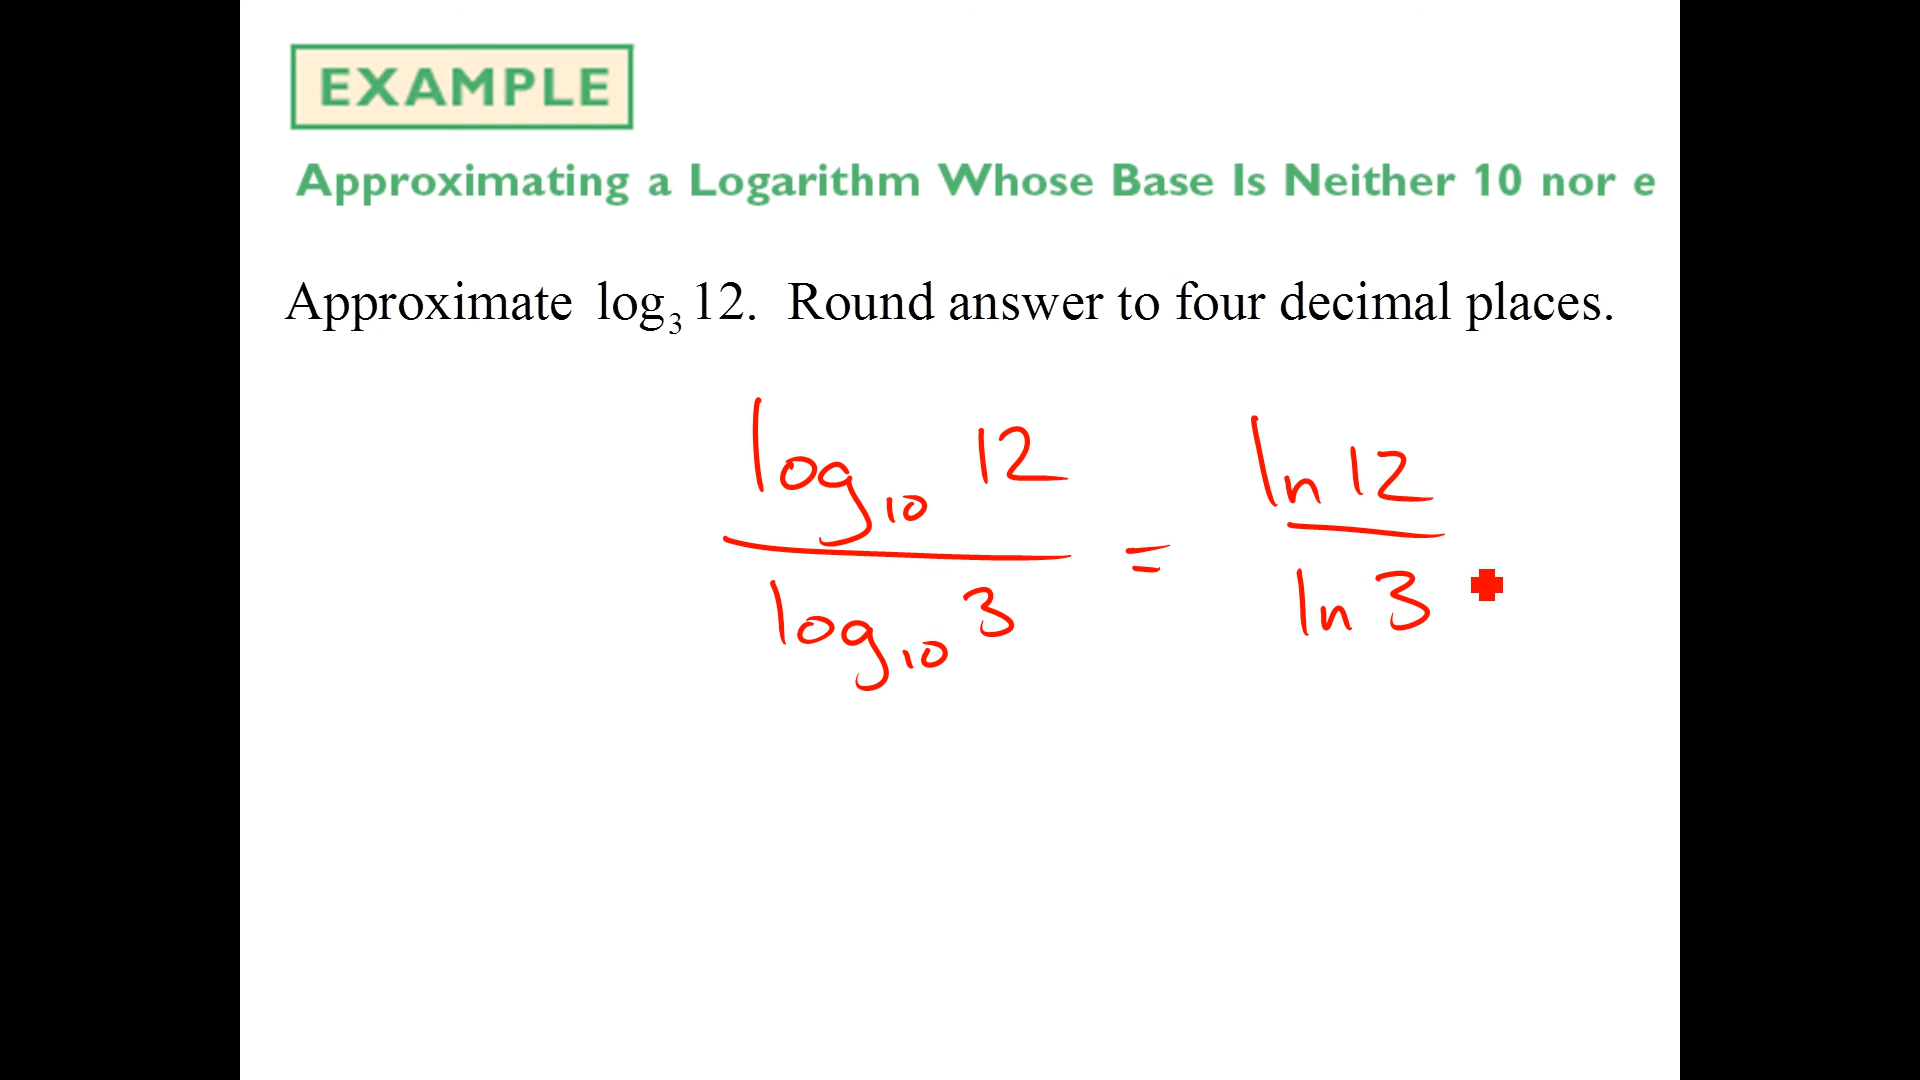 EXAMPLE
Approximating a Logarithm Whose Base Is Neither 10 nor e
Approximate log₃ 12. Round answer to four decimal places.
log₁₀ 12 / log₁₀ 3 = ln 12 / ln 3